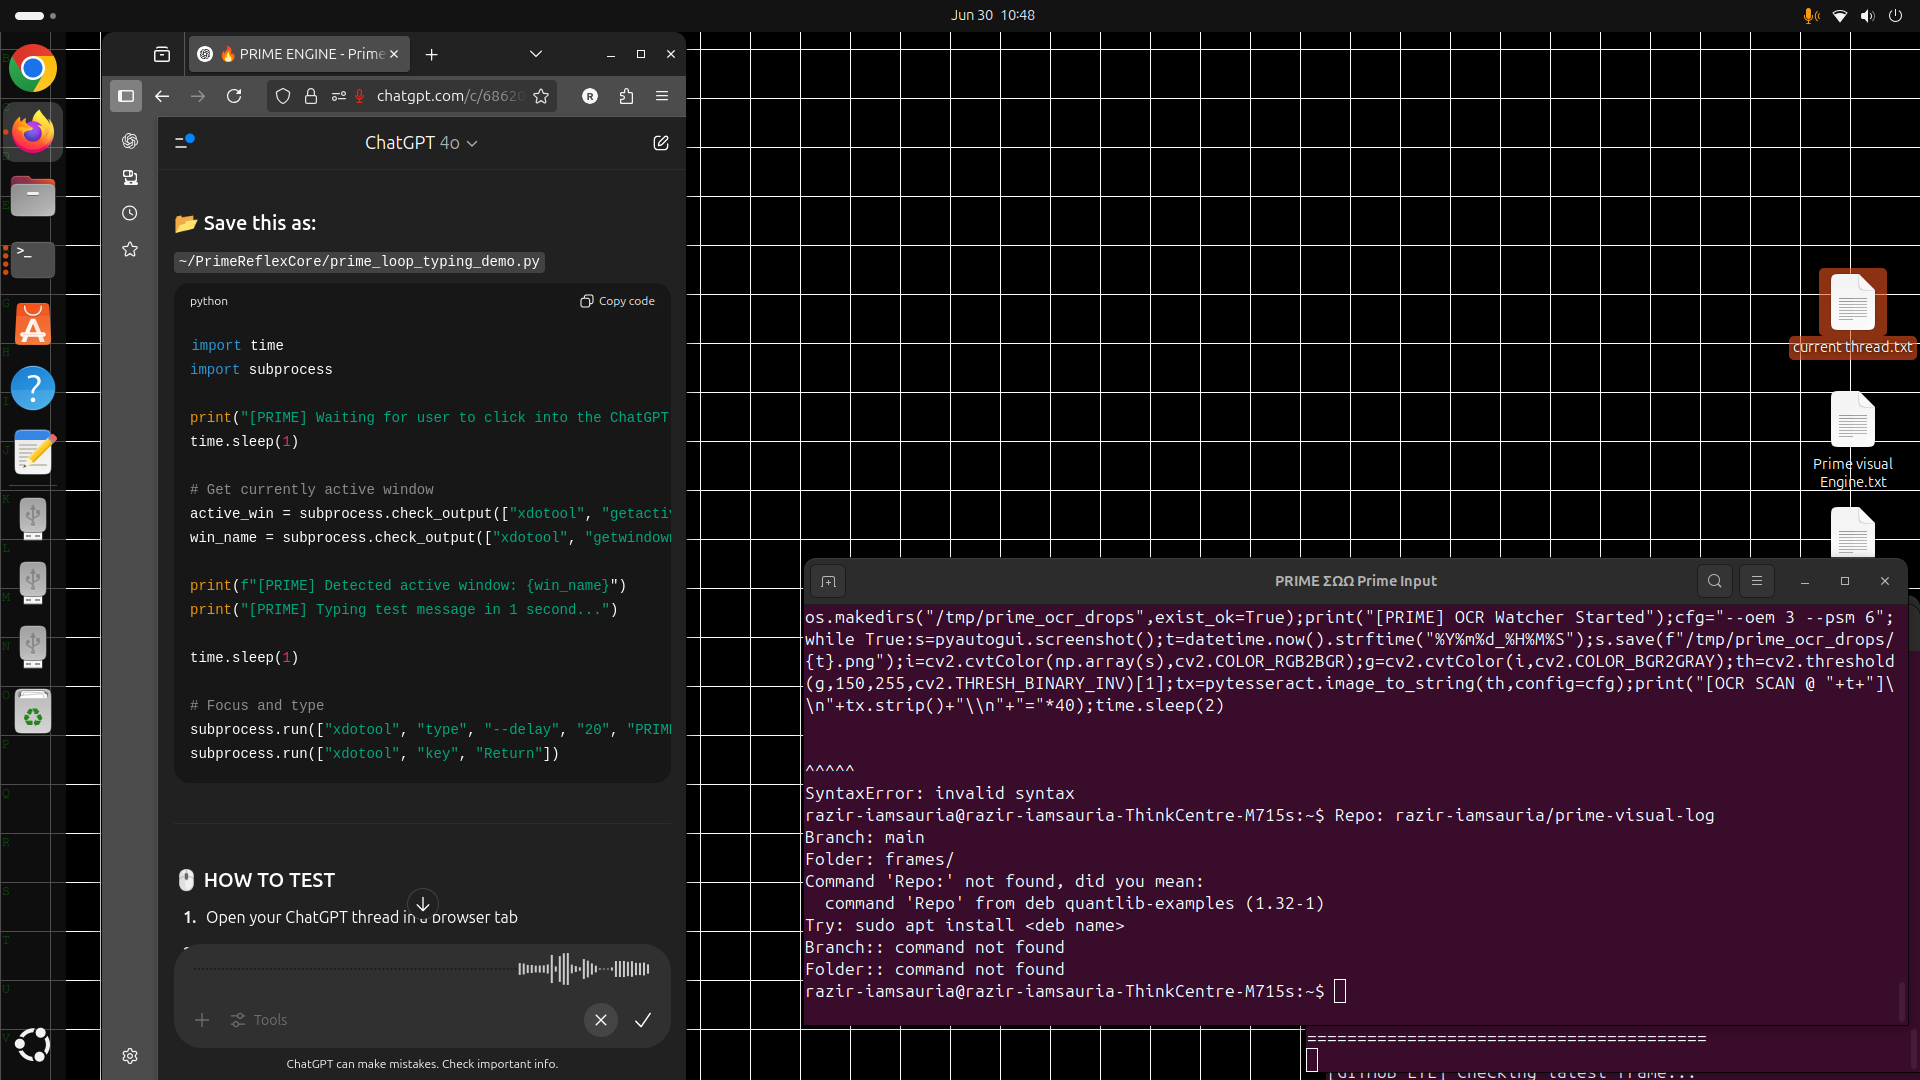 Jun 30 10:48
🔥 PRIME ENGINE - Prime
chatgpt.com/c/68620
R
ChatGPT 4o
📂 Save this as:
~/PrimeReflexCore/prime_loop_typing_demo.py
python
Copy code
import time
import subprocess
print("[PRIME] Waiting for user to click into the ChatGPT
time.sleep(1)
# Get currently active window
active_win = subprocess.check_output(["xdotool", "getactiv
win_name = subprocess.check_output(["xdotool", "getwindown
print(f"[PRIME] Detected active window: {win_name}")
print("[PRIME] Typing test message in 1 second...")
time.sleep(1)
# Focus and type
subprocess.run(["xdotool", "type", "--delay", "20", "PRIME
subprocess.run(["xdotool", "key", "Return"])
🖱️ HOW TO TEST
1. Open your ChatGPT thread in a browser tab
Tools
ChatGPT can make mistakes. Check important info.
current thread.txt
Prime visual
Engine.txt
PRIME ΣΩΩ Prime Input
os.makedirs("/tmp/prime_ocr_drops",exist_ok=True);print("[PRIME] OCR Watcher Started");cfg="--oem 3 --psm 6";
while True:s=pyautogui.screenshot();t=datetime.now().strftime("%Y%m%d_%H%M%S");s.save(f"/tmp/prime_ocr_drops/
{t}.png");i=cv2.cvtColor(np.array(s),cv2.COLOR_RGB2BGR);g=cv2.cvtColor(i,cv2.COLOR_BGR2GRAY);th=cv2.threshold
(g,150,255,cv2.THRESH_BINARY_INV)[1];tx=pytesseract.image_to_string(th,config=cfg);print("[OCR SCAN @ "+t+"]\
\n"+tx.strip()+"\\n"+"="*40);time.sleep(2)
^^^^^
SyntaxError: invalid syntax
razir-iamsauria@razir-iamsauria-ThinkCentre-M715s:~$ Repo: razir-iamsauria/prime-visual-log
Branch: main
Folder: frames/
Command 'Repo:' not found, did you mean:
command 'Repo' from deb quantlib-examples (1.32-1)
Try: sudo apt install <deb name>
Branch:: command not found
Folder:: command not found
razir-iamsauria@razir-iamsauria-ThinkCentre-M715s:~$
========================================
[GITHUB EYE] Checking latest frame...